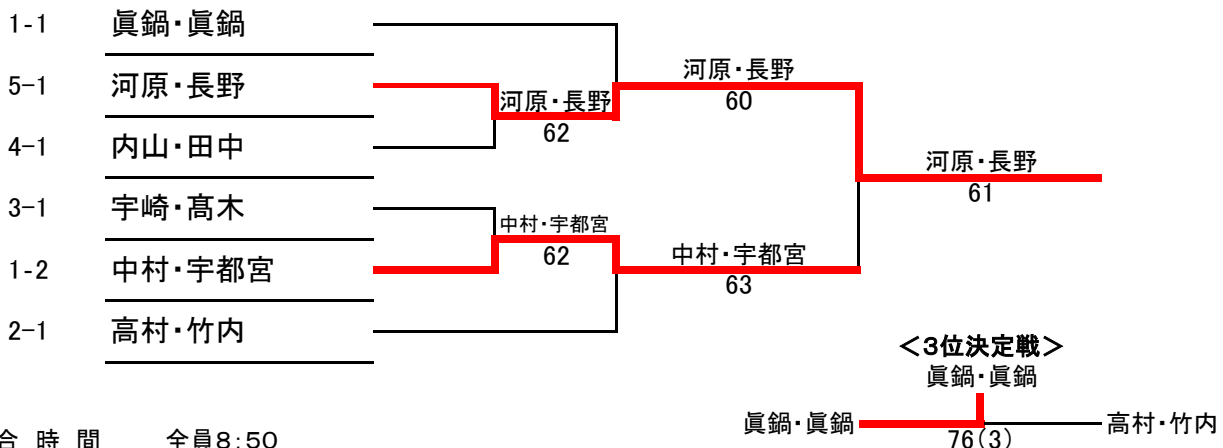 1-1 眞鍋・眞鍋
5-1 河原・長野
4-1 内山・田中
3-1 宇崎・髙木
1-2 中村・宇都宮
2-1 高村・竹内
河原・長野
62
中村・宇都宮
62
河原・長野
60
中村・宇都宮
63
河原・長野
61
＜3位決定戦＞
眞鍋・眞鍋
眞鍋・眞鍋 高村・竹内
76(3)
合 時 間 全員8:50